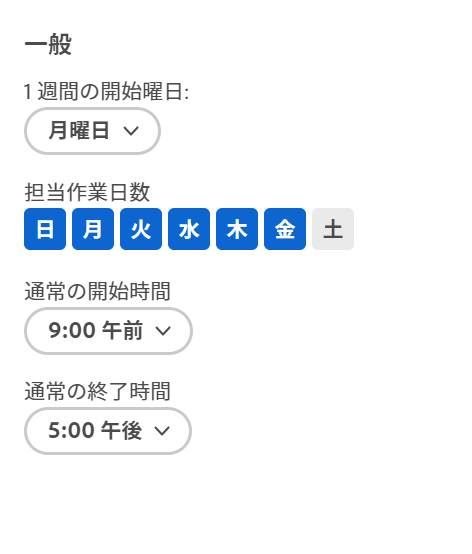 一般
1 週間の開始曜日:
月曜日
担当作業日数
日 月 火 水 木 金 土
通常の開始時間
9:00 午前
通常の終了時間
5:00 午後